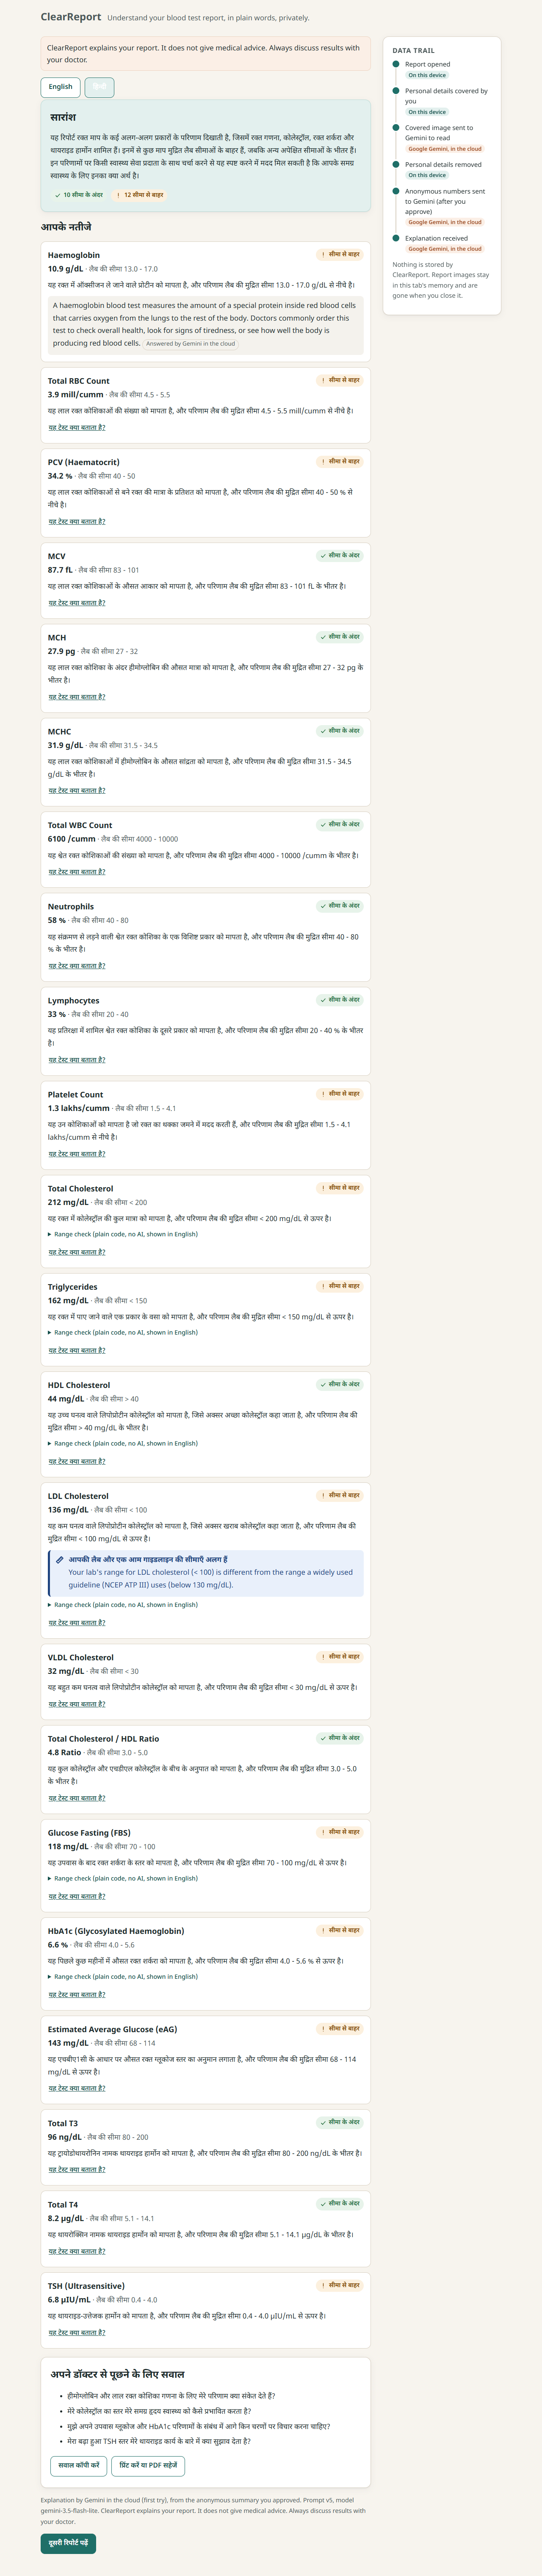 ClearReport Understand your blood test report, in plain words, privately.
ClearReport explains your report. It does not give medical advice. Always discuss results with
your doctor.
English
हिन्दी
सारांश
यह रिपोर्ट रक्त माप के कई अलग-अलग प्रकारों के परिणाम दिखाती है, जिसमें रक्त गणना, कोलेस्ट्रॉल, रक्त शर्करा और
थायराइड हार्मोन शामिल हैं। इनमें से कुछ माप मुद्रित लैब सीमाओं के बाहर हैं, जबकि अन्य अपेक्षित सीमाओं के भीतर हैं।
इन परिणामों पर किसी स्वास्थ्य सेवा प्रदाता के साथ चर्चा करने से यह स्पष्ट करने में मदद मिल सकती है कि आपके समग्र
स्वास्थ्य के लिए इनका क्या अर्थ है।
✓ 10 सीमा के अंदर ! 12 सीमा से बाहर
आपके नतीजे
Haemoglobin ! सीमा से बाहर
10.9 g/dL · लैब की सीमा 13.0 - 17.0
यह रक्त में ऑक्सीजन ले जाने वाले प्रोटीन को मापता है, और परिणाम लैब की मुद्रित सीमा 13.0 - 17.0 g/dL से नीचे है।
A haemoglobin blood test measures the amount of a special protein inside red blood cells
that carries oxygen from the lungs to the rest of the body. Doctors commonly order this
test to check overall health, look for signs of tiredness, or see how well the body is
producing red blood cells. Answered by Gemini in the cloud
Total RBC Count ! सीमा से बाहर
3.9 mill/cumm · लैब की सीमा 4.5 - 5.5
यह लाल रक्त कोशिकाओं की संख्या को मापता है, और परिणाम लैब की मुद्रित सीमा 4.5 - 5.5 mill/cumm से नीचे है।
यह टेस्ट क्या बताता है?
PCV (Haematocrit) ! सीमा से बाहर
34.2 % · लैब की सीमा 40 - 50
यह लाल रक्त कोशिकाओं से बने रक्त की मात्रा के प्रतिशत को मापता है, और परिणाम लैब की मुद्रित सीमा 40 - 50 % से
नीचे है।
यह टेस्ट क्या बताता है?
MCV ✓ सीमा के अंदर
87.7 fL · लैब की सीमा 83 - 101
यह लाल रक्त कोशिकाओं के औसत आकार को मापता है, और परिणाम लैब की मुद्रित सीमा 83 - 101 fL के भीतर है।
यह टेस्ट क्या बताता है?
MCH ✓ सीमा के अंदर
27.9 pg · लैब की सीमा 27 - 32
यह लाल रक्त कोशिका के अंदर हीमोग्लोबिन की औसत मात्रा को मापता है, और परिणाम लैब की मुद्रित सीमा 27 - 32 pg के
भीतर है।
यह टेस्ट क्या बताता है?
MCHC ✓ सीमा के अंदर
31.9 g/dL · लैब की सीमा 31.5 - 34.5
यह लाल रक्त कोशिकाओं में हीमोग्लोबिन के औसत सांद्रता को मापता है, और परिणाम लैब की मुद्रित सीमा 31.5 - 34.5
g/dL के भीतर है।
यह टेस्ट क्या बताता है?
Total WBC Count ✓ सीमा के अंदर
6100 /cumm · लैब की सीमा 4000 - 10000
यह श्वेत रक्त कोशिकाओं की संख्या को मापता है, और परिणाम लैब की मुद्रित सीमा 4000 - 10000 /cumm के भीतर है।
यह टेस्ट क्या बताता है?
Neutrophils ✓ सीमा के अंदर
58 % · लैब की सीमा 40 - 80
यह संक्रमण से लड़ने वाली श्वेत रक्त कोशिका के एक विशिष्ट प्रकार को मापता है, और परिणाम लैब की मुद्रित सीमा 40 - 80
% के भीतर है।
यह टेस्ट क्या बताता है?
Lymphocytes ✓ सीमा के अंदर
33 % · लैब की सीमा 20 - 40
यह प्रतिरक्षा में शामिल श्वेत रक्त कोशिका के दूसरे प्रकार को मापता है, और परिणाम लैब की मुद्रित सीमा 20 - 40 % के भीतर
है।
यह टेस्ट क्या बताता है?
Platelet Count ! सीमा से बाहर
1.3 lakhs/cumm · लैब की सीमा 1.5 - 4.1
यह उन कोशिकाओं को मापता है जो रक्त का थक्का जमने में मदद करती हैं, और परिणाम लैब की मुद्रित सीमा 1.5 - 4.1
lakhs/cumm से नीचे है।
यह टेस्ट क्या बताता है?
Total Cholesterol ! सीमा से बाहर
212 mg/dL · लैब की सीमा < 200
यह रक्त में कोलेस्ट्रॉल की कुल मात्रा को मापता है, और परिणाम लैब की मुद्रित सीमा < 200 mg/dL से ऊपर है।
▶ Range check (plain code, no AI, shown in English)
यह टेस्ट क्या बताता है?
Triglycerides ! सीमा से बाहर
162 mg/dL · लैब की सीमा < 150
यह रक्त में पाए जाने वाले एक प्रकार के वसा को मापता है, और परिणाम लैब की मुद्रित सीमा < 150 mg/dL से ऊपर है।
▶ Range check (plain code, no AI, shown in English)
यह टेस्ट क्या बताता है?
HDL Cholesterol ✓ सीमा के अंदर
44 mg/dL · लैब की सीमा > 40
यह उच्च घनत्व वाले लिपोप्रोटीन कोलेस्ट्रॉल को मापता है, जिसे अक्सर अच्छा कोलेस्ट्रॉल कहा जाता है, और परिणाम लैब की
मुद्रित सीमा > 40 mg/dL के भीतर है।
▶ Range check (plain code, no AI, shown in English)
यह टेस्ट क्या बताता है?
LDL Cholesterol ! सीमा से बाहर
136 mg/dL · लैब की सीमा < 100
यह कम घनत्व वाले लिपोप्रोटीन कोलेस्ट्रॉल को मापता है, जिसे अक्सर खराब कोलेस्ट्रॉल कहा जाता है, और परिणाम लैब की
मुद्रित सीमा < 100 mg/dL से ऊपर है।
आपकी लैब और एक आम गाइडलाइन की सीमाएँ अलग हैं
Your lab's range for LDL cholesterol (< 100) is different from the range a widely used
guideline (NCEP ATP III) uses (below 130 mg/dL).
▶ Range check (plain code, no AI, shown in English)
यह टेस्ट क्या बताता है?
VLDL Cholesterol ! सीमा से बाहर
32 mg/dL · लैब की सीमा < 30
यह बहुत कम घनत्व वाले लिपोप्रोटीन कोलेस्ट्रॉल को मापता है, और परिणाम लैब की मुद्रित सीमा < 30 mg/dL से ऊपर है।
यह टेस्ट क्या बताता है?
Total Cholesterol / HDL Ratio ✓ सीमा के अंदर
4.8 Ratio · लैब की सीमा 3.0 - 5.0
यह कुल कोलेस्ट्रॉल और एचडीएल कोलेस्ट्रॉल के बीच के अनुपात को मापता है, और परिणाम लैब की मुद्रित सीमा 3.0 - 5.0
के भीतर है।
यह टेस्ट क्या बताता है?
Glucose Fasting (FBS) ! सीमा से बाहर
118 mg/dL · लैब की सीमा 70 - 100
यह उपवास के बाद रक्त शर्करा के स्तर को मापता है, और परिणाम लैब की मुद्रित सीमा 70 - 100 mg/dL से ऊपर है।
▶ Range check (plain code, no AI, shown in English)
यह टेस्ट क्या बताता है?
HbA1c (Glycosylated Haemoglobin) ! सीमा से बाहर
6.6 % · लैब की सीमा 4.0 - 5.6
यह पिछले कुछ महीनों में औसत रक्त शर्करा को मापता है, और परिणाम लैब की मुद्रित सीमा 4.0 - 5.6 % से ऊपर है।
▶ Range check (plain code, no AI, shown in English)
यह टेस्ट क्या बताता है?
Estimated Average Glucose (eAG) ! सीमा से बाहर
143 mg/dL · लैब की सीमा 68 - 114
यह एचबीए1सी के आधार पर औसत रक्त ग्लूकोज स्तर का अनुमान लगाता है, और परिणाम लैब की मुद्रित सीमा 68 - 114
mg/dL से ऊपर है।
यह टेस्ट क्या बताता है?
Total T3 ✓ सीमा के अंदर
96 ng/dL · लैब की सीमा 80 - 200
यह ट्रायोडोथायरोनिन नामक थायराइड हार्मोन को मापता है, और परिणाम लैब की मुद्रित सीमा 80 - 200 ng/dL के भीतर है।
यह टेस्ट क्या बताता है?
Total T4 ✓ सीमा के अंदर
8.2 µg/dL · लैब की सीमा 5.1 - 14.1
यह थायरोक्सिन नामक थायराइड हार्मोन को मापता है, और परिणाम लैब की मुद्रित सीमा 5.1 - 14.1 µg/dL के भीतर है।
यह टेस्ट क्या बताता है?
TSH (Ultrasensitive) ! सीमा से बाहर
6.8 µIU/mL · लैब की सीमा 0.4 - 4.0
यह थायराइड-उत्तेजक हार्मोन को मापता है, और परिणाम लैब की मुद्रित सीमा 0.4 - 4.0 µIU/mL से ऊपर है।
यह टेस्ट क्या बताता है?
अपने डॉक्टर से पूछने के लिए सवाल
• हीमोग्लोबिन और लाल रक्त कोशिका गणना के लिए मेरे परिणाम क्या संकेत देते हैं?
• मेरे कोलेस्ट्रॉल का स्तर मेरे समग्र हृदय स्वास्थ्य को कैसे प्रभावित करता है?
• मुझे अपने उपवास ग्लूकोज और HbA1c परिणामों के संबंध में आगे किन चरणों पर विचार करना चाहिए?
• मेरा बढ़ा हुआ TSH स्तर मेरे थायराइड कार्य के बारे में क्या सुझाव देता है?
सवाल कॉपी करें
प्रिंट करें या PDF सहेजें
Explanation by Gemini in the cloud (first try), from the anonymous summary you approved. Prompt v5, model
gemini-3.5-flash-lite. ClearReport explains your report. It does not give medical advice. Always discuss results with
your doctor.
दूसरी रिपोर्ट पढ़ें
DATA TRAIL
Report opened
On this device
Personal details covered by
you
On this device
Covered image sent to
Gemini to read
Google Gemini, in the cloud
Personal details removed
On this device
Anonymous numbers sent
to Gemini (after you
approve)
Google Gemini, in the cloud
Explanation received
Google Gemini, in the cloud
Nothing is stored by
ClearReport. Report images stay
in this tab's memory and are
gone when you close it.